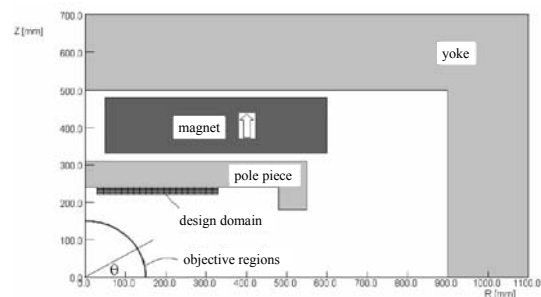 Z [mm]
700.0
600.0
500.0
400.0
300.0
200.0
100.0
0.0
yoke
magnet
pole piece
design domain
objective regions
θ
0.0 100.0 200.0 300.0 400.0 500.0 600.0 700.0 800.0 900.0 1000.0 1100.0
R [mm]